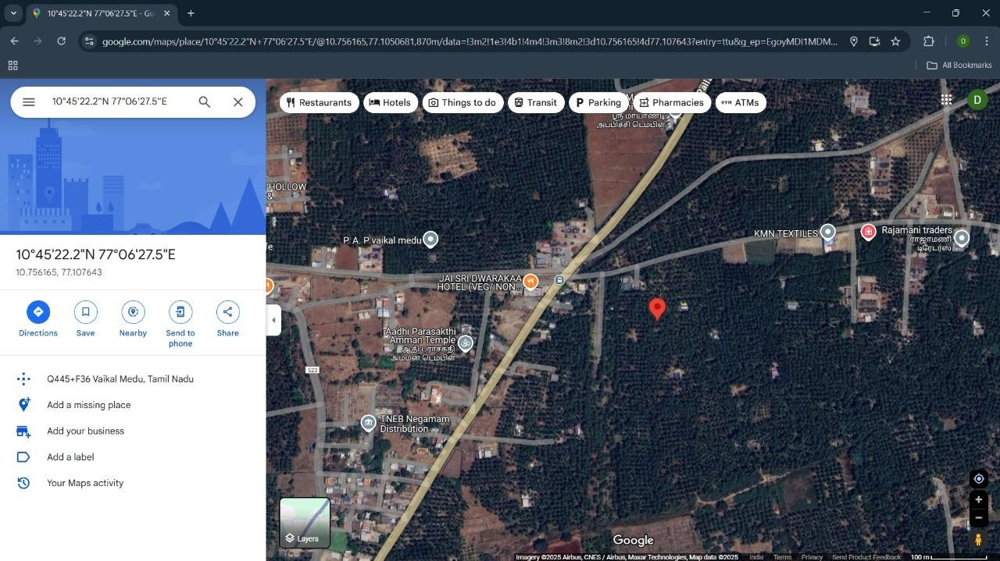 10°45'22.2"N 77°06'27.5"E - Go
google.com/maps/place/10°45'22.2"N+77°06'27.5"E/@10.756165,77.1050681,870m/data=!3m2!1e3!4b1!4m4!3m3!8m2!3d10.756165!4d77.107643?entry=ttu&g_ep=EgoyMDI1MDM...
D
All Bookmarks
10°45'22.2"N 77°06'27.5"E
Restaurants
Hotels
Things to do
Transit
Parking
Pharmacies
ATMs
D
ஸ்ரீ மாயாண்டி
அப்பிச்சி டெம்பிள்
HOLLOW
&...
P. A. P vaikal medu
KMN TEXTILES
Rajamani traders
ராஜாமணி
டிரேடர்ஸ்
10°45'22.2"N 77°06'27.5"E
10.756165, 77.107643
JAI SRI DWARAKAA
HOTEL (VEG/ NON...
Directions
Save
Nearby
Send to
phone
Share
Aadhi Parasakthi
Amman Temple
ஆதி பராசக்தி
அம்மன் டெம்பிள்
523
Q445+F36 Vaikal Medu, Tamil Nadu
Add a missing place
Add your business
Add a label
Your Maps activity
TNEB Negamam
Distribution
Layers
Google
Imagery ©2025 Airbus, CNES / Airbus, Maxar Technologies, Map data ©2025
India
Terms
Privacy
Send Product Feedback
100 m